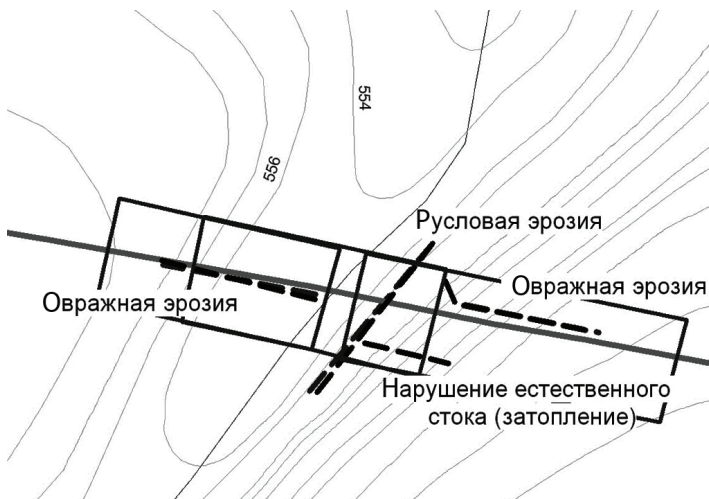 554
556
Русловая эрозия
Овражная эрозия
Овражная эрозия
Нарушение естественного
стока (затопление)